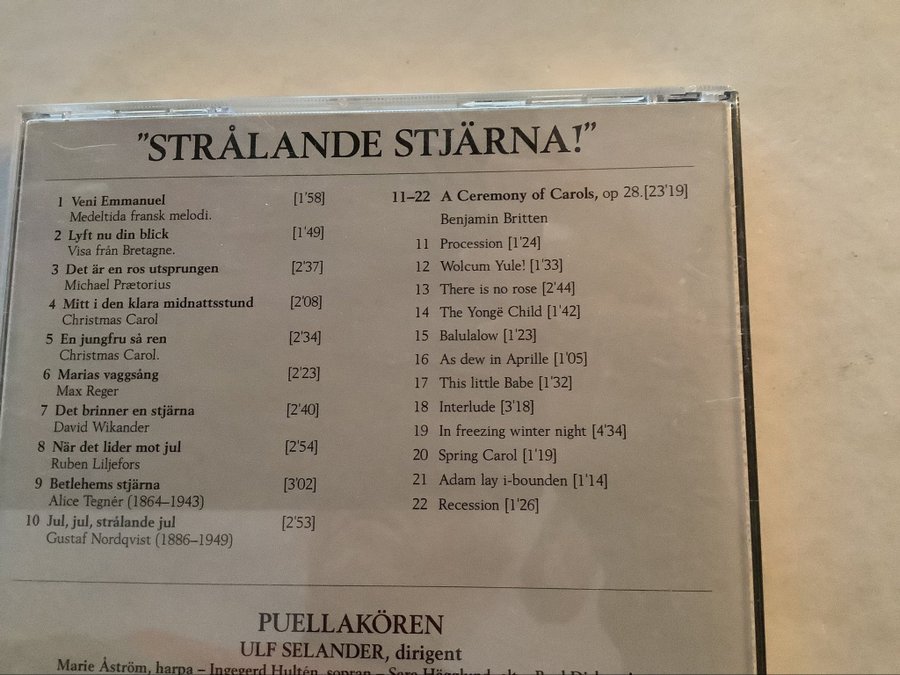 "STRÅLANDE STJÄRNA!"
1 Veni Emmanuel [1'58]
Medeltida fransk melodi.
2 Lyft nu din blick [1'49]
Visa från Bretagne.
3 Det är en ros utsprungen [2'37]
Michael Prætorius
4 Mitt i den klara midnattsstund [2'08]
Christmas Carol
5 En jungfru så ren [2'34]
Christmas Carol.
6 Marias vaggsång [2'23]
Max Reger
7 Det brinner en stjärna [2'40]
David Wikander
8 När det lider mot jul [2'54]
Ruben Liljefors
9 Betlehems stjärna [3'02]
Alice Tegnér (1864–1943)
10 Jul, jul, strålande jul [2'53]
Gustaf Nordqvist (1886–1949)
11–22 A Ceremony of Carols, op 28.[23'19]
Benjamin Britten
11 Procession [1'24]
12 Wolcum Yule! [1'33]
13 There is no rose [2'44]
14 The Yongë Child [1'42]
15 Balulalow [1'23]
16 As dew in Aprille [1'05]
17 This little Babe [1'32]
18 Interlude [3'18]
19 In freezing winter night [4'34]
20 Spring Carol [1'19]
21 Adam lay i-bounden [1'14]
22 Recession [1'26]
PUELLAKÖREN
ULF SELANDER, dirigent
Marie Åström, harpa – Ingegerd Hultén, sopran –